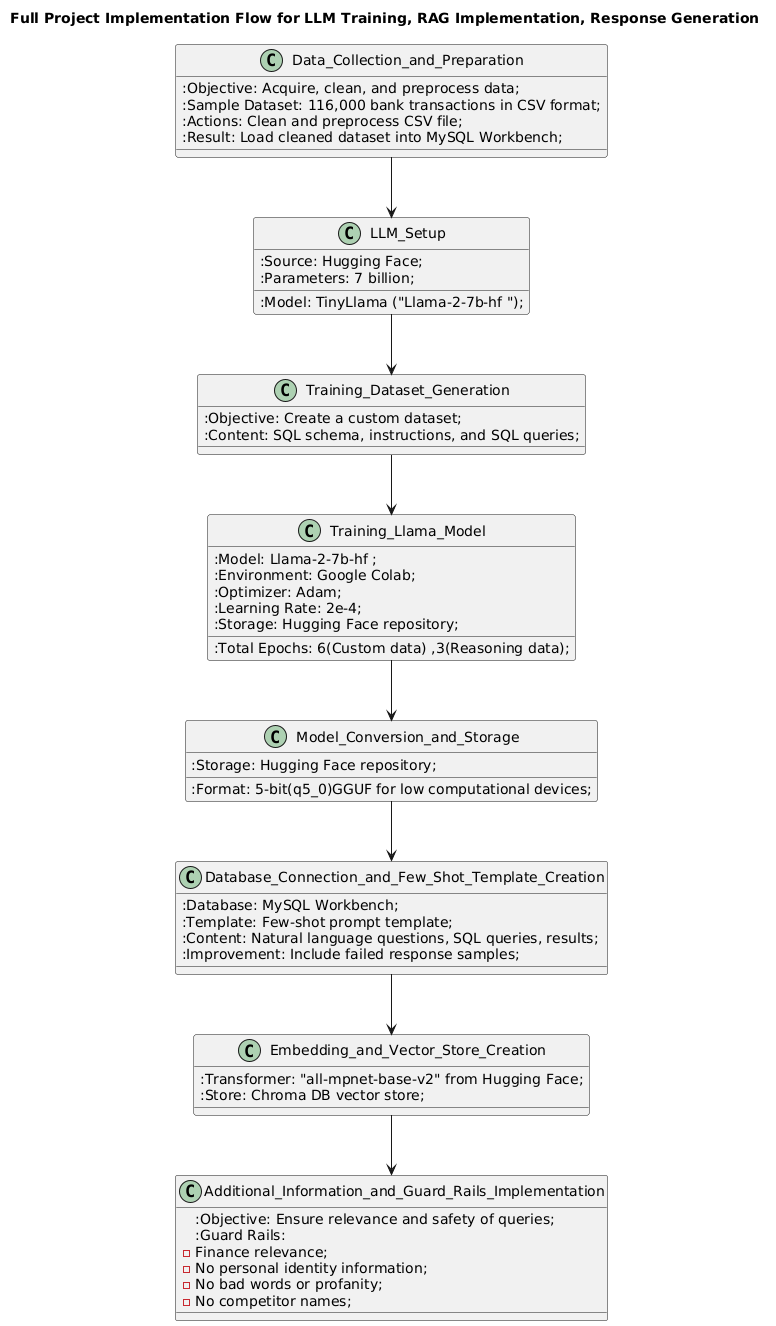 Full Project Implementation Flow for LLM Training, RAG Implementation, Response Generation
C Data_Collection_and_Preparation
:Objective: Acquire, clean, and preprocess data;
:Sample Dataset: 116,000 bank transactions in CSV format;
:Actions: Clean and preprocess CSV file;
:Result: Load cleaned dataset into MySQL Workbench;
C LLM_Setup
:Source: Hugging Face;
:Parameters: 7 billion;
:Model: TinyLlama ("Llama-2-7b-hf ");
C Training_Dataset_Generation
:Objective: Create a custom dataset;
:Content: SQL schema, instructions, and SQL queries;
C Training_Llama_Model
:Model: Llama-2-7b-hf ;
:Environment: Google Colab;
:Optimizer: Adam;
:Learning Rate: 2e-4;
:Storage: Hugging Face repository;
:Total Epochs: 6(Custom data) ,3(Reasoning data);
C Model_Conversion_and_Storage
:Storage: Hugging Face repository;
:Format: 5-bit(q5_0)GGUF for low computational devices;
C Database_Connection_and_Few_Shot_Template_Creation
:Database: MySQL Workbench;
:Template: Few-shot prompt template;
:Content: Natural language questions, SQL queries, results;
:Improvement: Include failed response samples;
C Embedding_and_Vector_Store_Creation
:Transformer: "all-mpnet-base-v2" from Hugging Face;
:Store: Chroma DB vector store;
C Additional_Information_and_Guard_Rails_Implementation
:Objective: Ensure relevance and safety of queries;
:Guard Rails:
Finance relevance;
No personal identity information;
No bad words or profanity;
No competitor names;